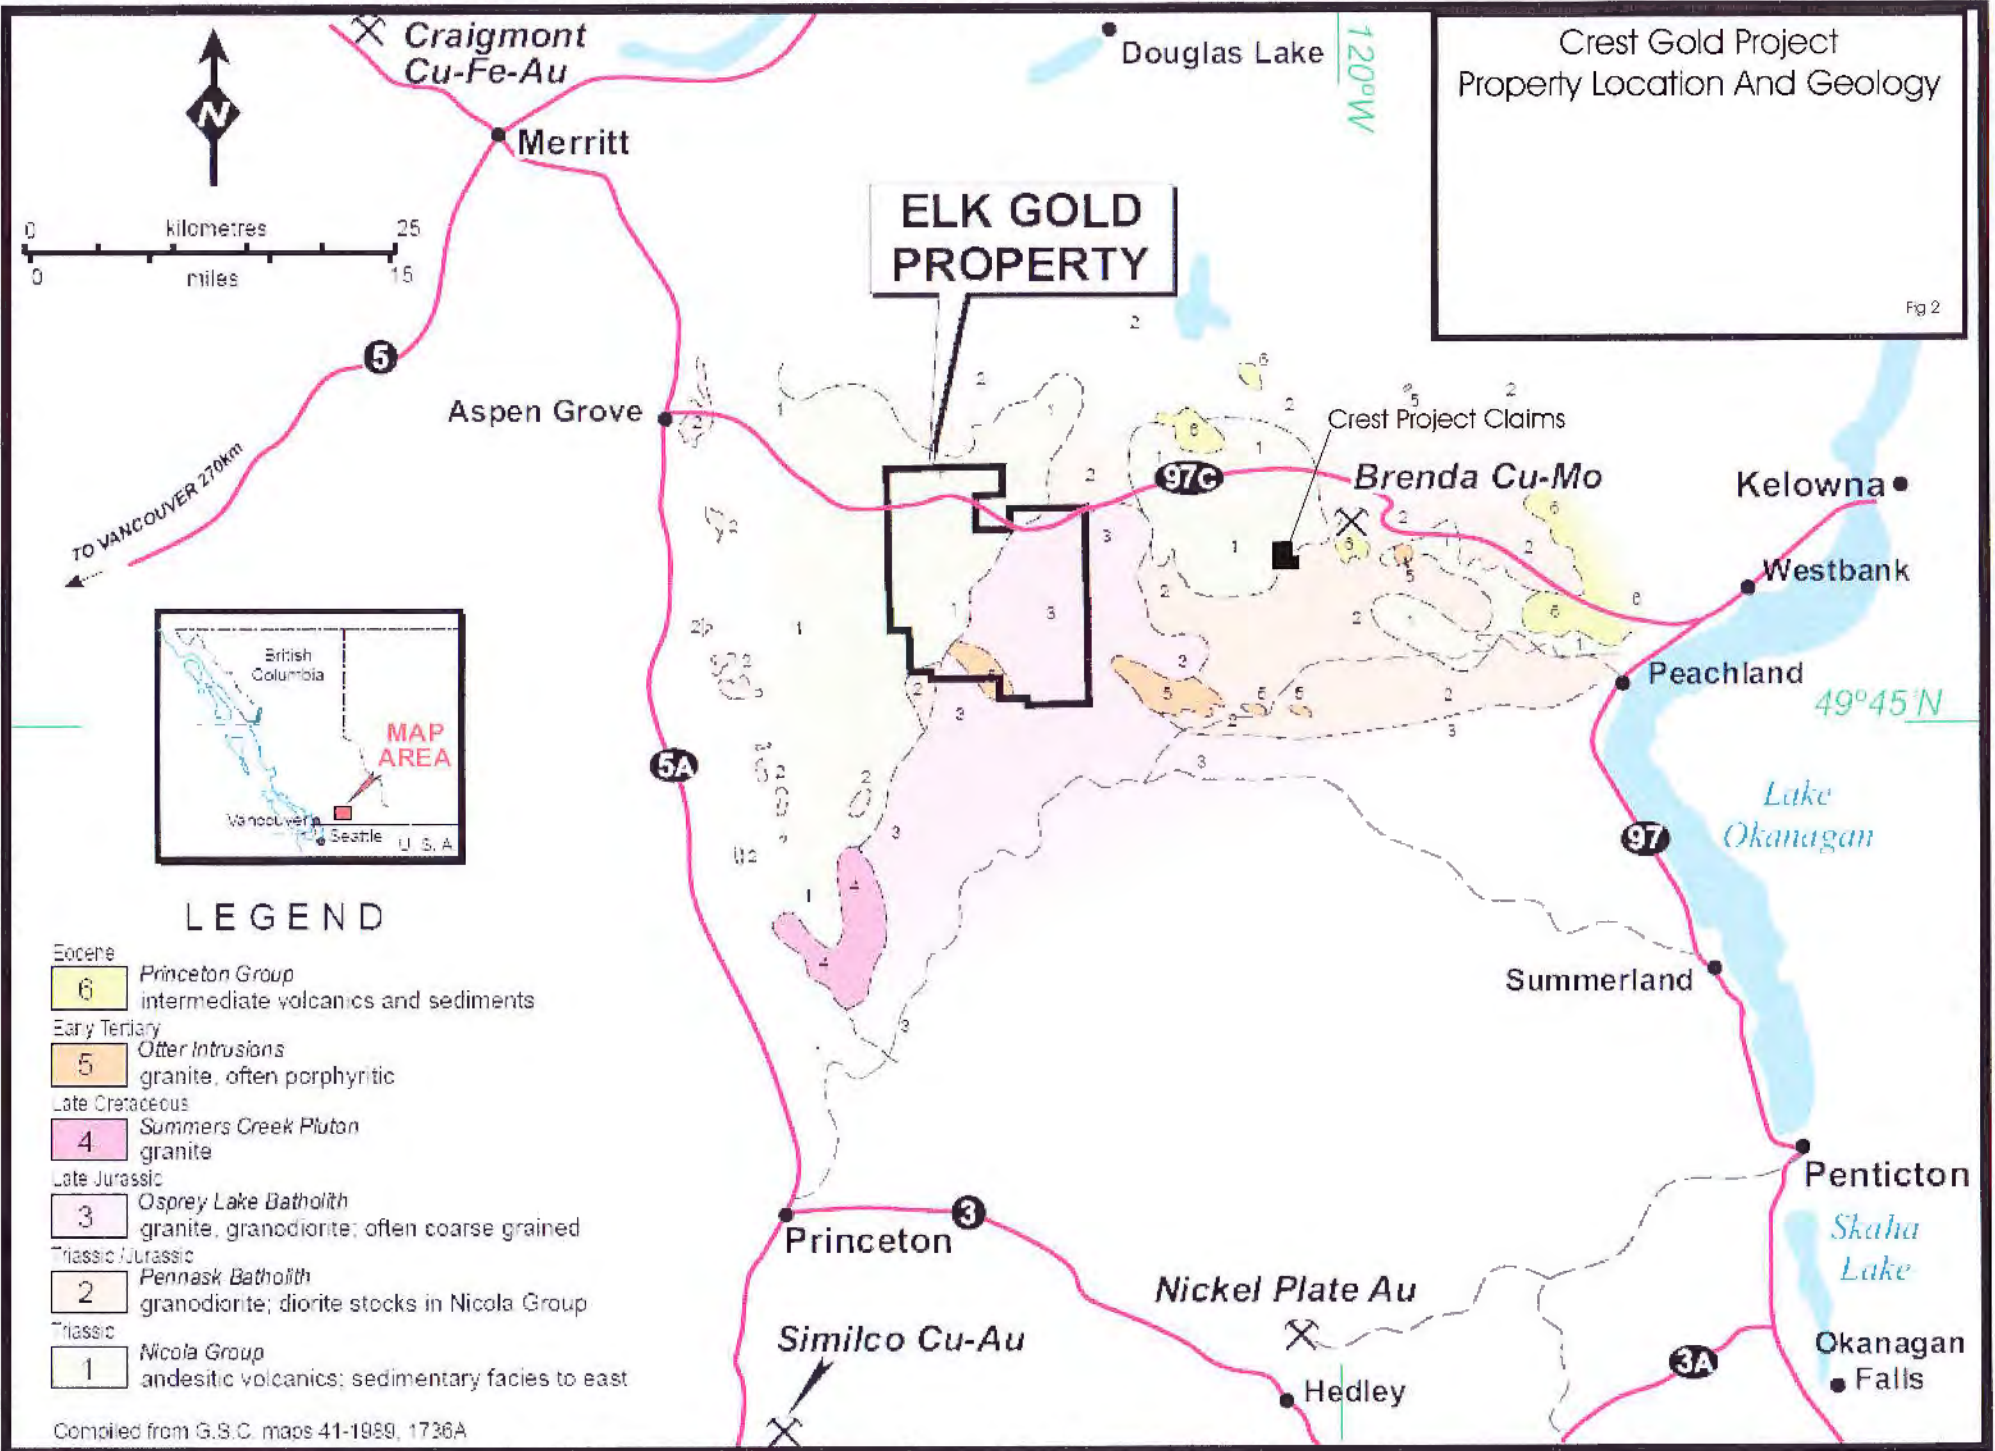 Craigmont
Cu-Fe-Au
Douglas Lake
120°W
Crest Gold Project
Property Location And Geology
Fig 2
N
Merritt
0 kilometres 25
0 miles 15
ELK GOLD
PROPERTY
5
Aspen Grove
TO VANCOUVER 270km
Crest Project Claims
97C
Brenda Cu-Mo
Kelowna
Westbank
Peachland
49°45'N
British
Columbia
MAP
AREA
Vancouver
Seattle
U. S. A.
5A
97
Lake
Okanagan
Summerland
Penticton
Skaha
Lake
Princeton
3
Nickel Plate Au
Similco Cu-Au
Hedley
3A
Okanagan
Falls
1
2
3
4
5
6
LEGEND
Eocene
6
Princeton Group
intermediate volcanics and sediments
Early Tertiary
5
Otter Intrusions
granite, often porphyritic
Late Cretaceous
4
Summers Creek Pluton
granite
Late Jurassic
3
Osprey Lake Batholith
granite, granodiorite; often coarse grained
Triassic/Jurassic
2
Pennask Batholith
granodiorite; diorite stocks in Nicola Group
Triassic
1
Nicola Group
andesitic volcanics; sedimentary facies to east
Compiled from G.S.C. maps 41-1989, 1736A